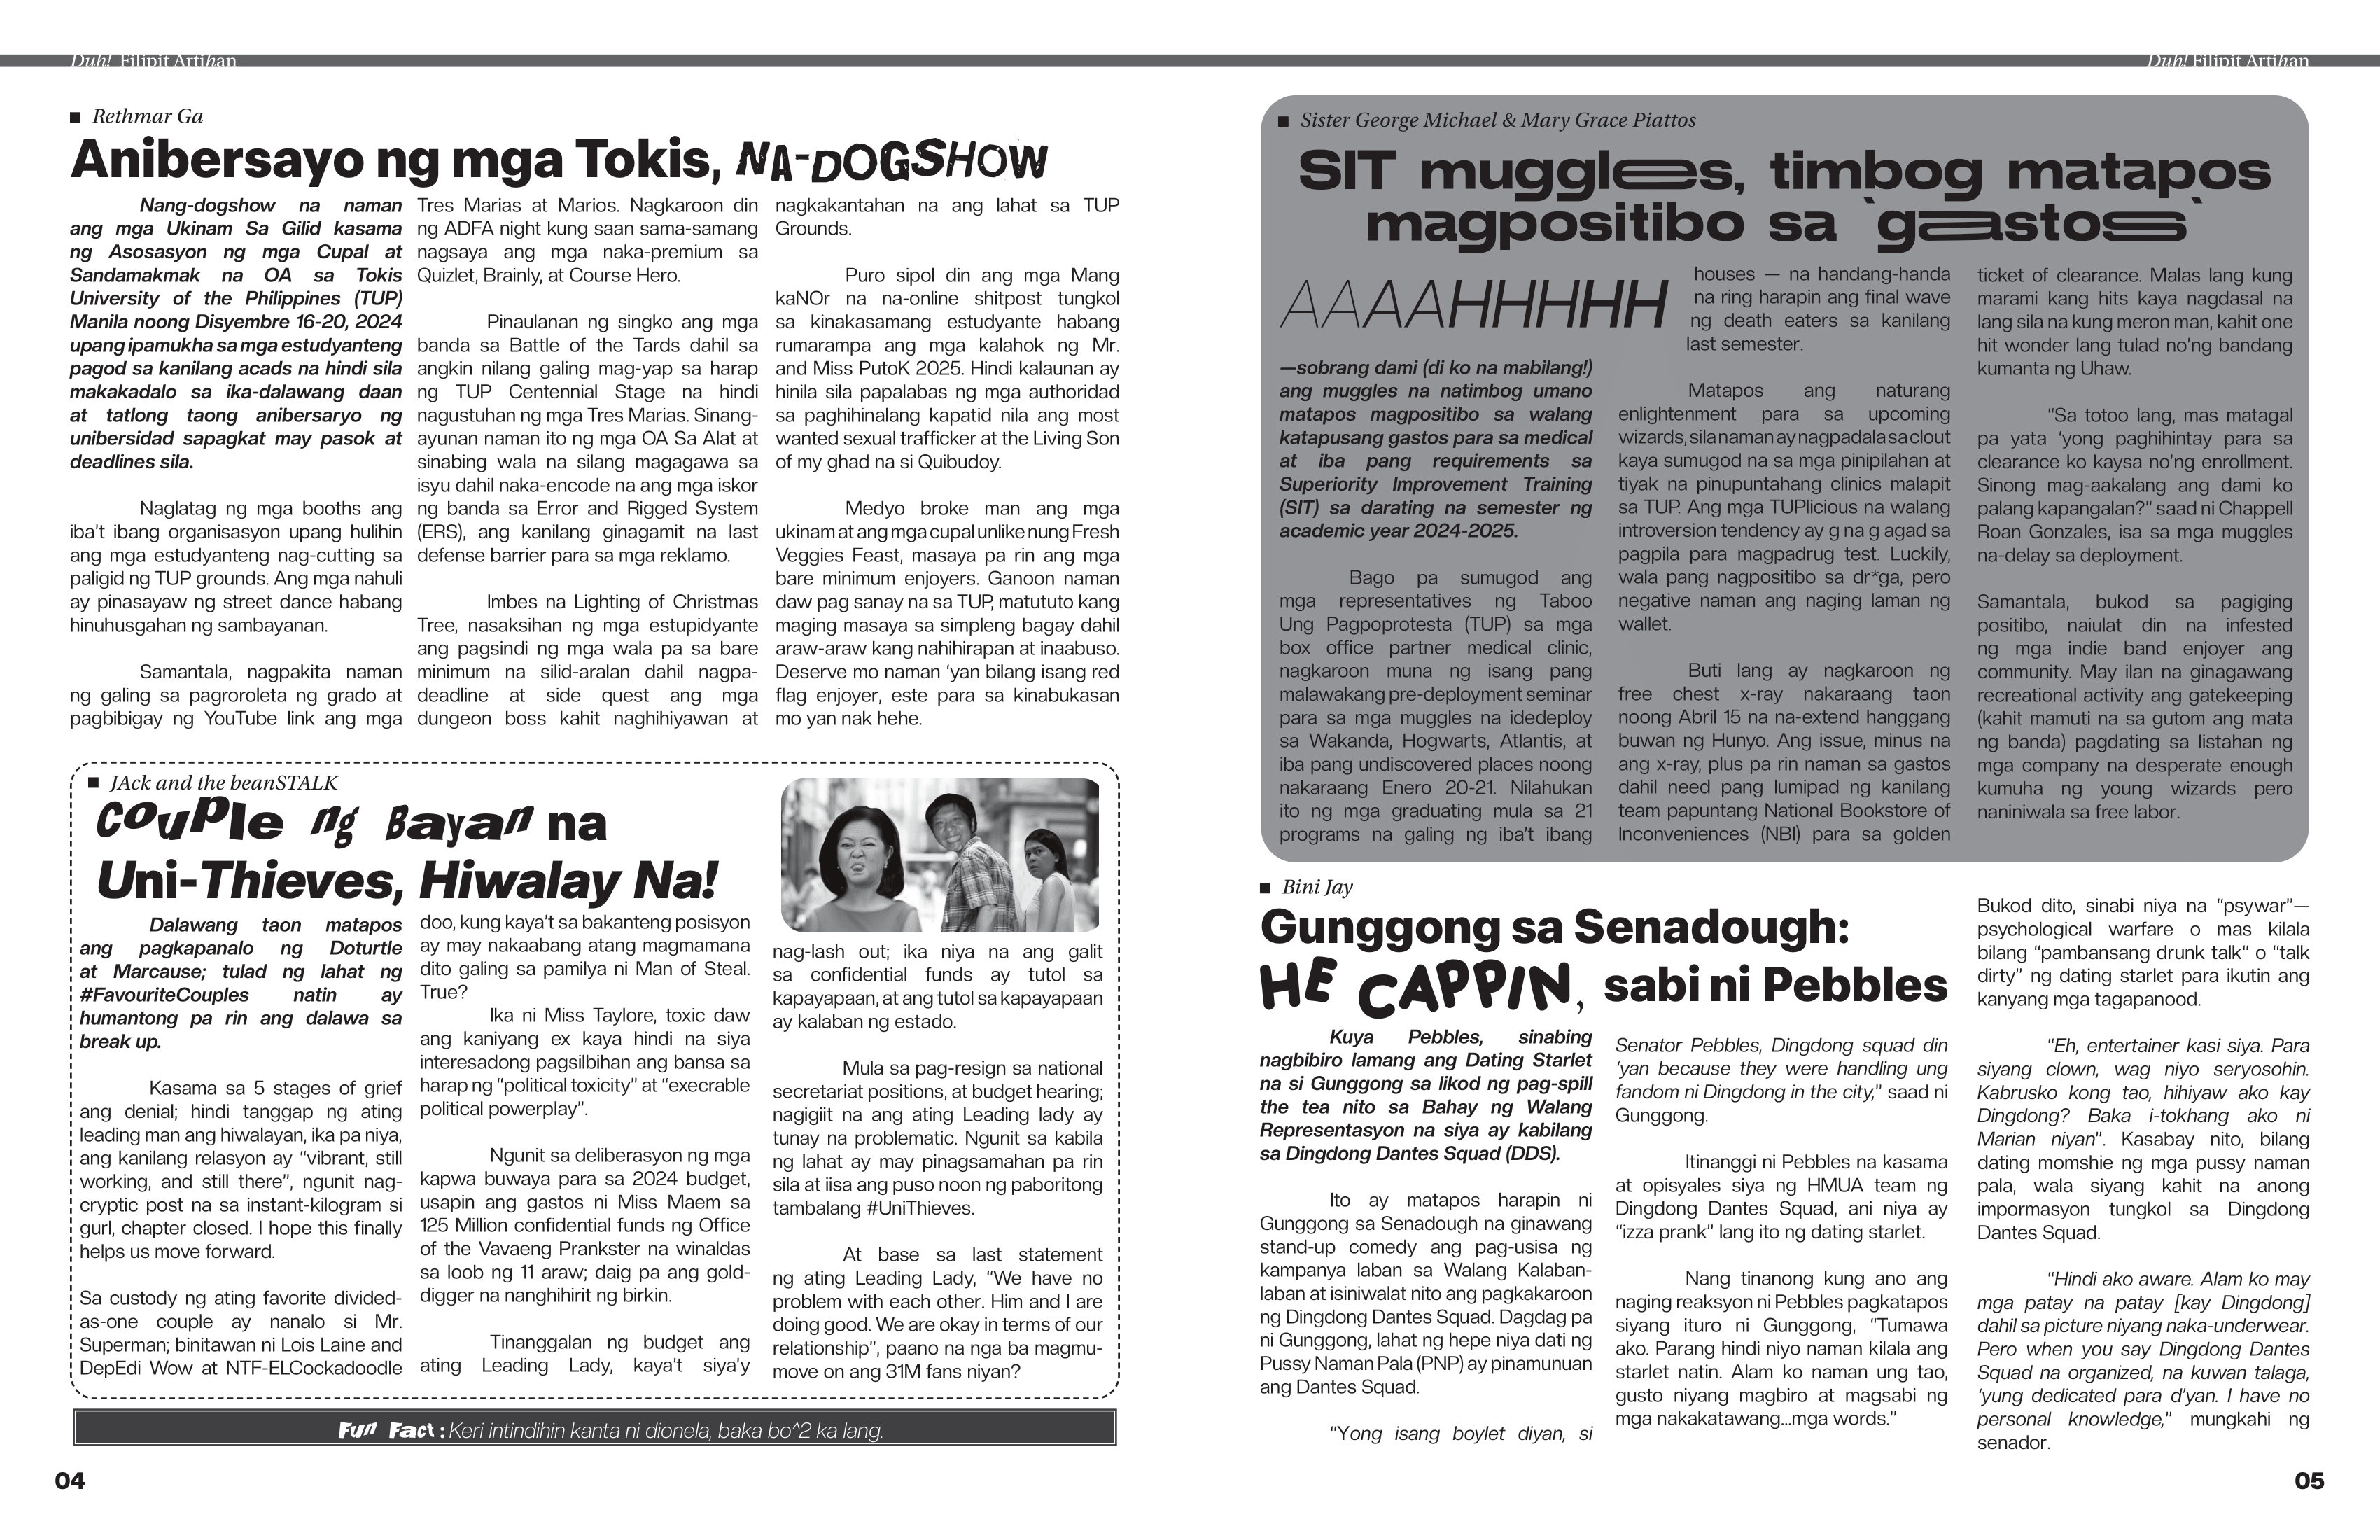 Duh! Filipit Artihan
■ Rethmar Ga
Anibersayo ng mga Tokis, NA-DOGSHOW
Nang-dogshow na naman
ang mga Ukinam Sa Gilid kasama
ng Asosasyon ng mga Cupal at
Sandamakmak na OA sa Tokis
University of the Philippines (TUP)
Manila noong Disyembre 16-20, 2024
upang ipamukha sa mga estudyanteng
pagod sa kanilang acads na hindi sila
makakadalo sa ika-dalawang daan
at tatlong taong anibersaryo ng
unibersidad sapagkat may pasok at
deadlines sila.
Naglatag ng mga booths ang
iba't ibang organisasyon upang hulihin
ang mga estudyanteng nag-cutting sa
paligid ng TUP grounds. Ang mga nahuli
ay pinasayaw ng street dance habang
hinuhusgahan ng sambayanan.
Samantala, nagpakita naman
ng galing sa pagroroleta ng grado at
pagbibigay ng YouTube link ang mga
Tres Marias at Marios. Nagkaroon din
ng ADFA night kung saan sama-samang
nagsaya ang mga naka-premium sa
Quizlet, Brainly, at Course Hero.
Pinaulanan ng singko ang mga
banda sa Battle of the Tards dahil sa
angkin nilang galing mag-yap sa harap
ng TUP Centennial Stage na hindi
nagustuhan ng mga Tres Marias. Sinang-
ayunan naman ito ng mga OA Sa Alat at
sinabing wala na silang magagawa sa
isyu dahil naka-encode na ang mga iskor
ng banda sa Error and Rigged System
(ERS), ang kanilang ginagamit na last
defense barrier para sa mga reklamo.
Imbes na Lighting of Christmas
Tree, nasaksihan ng mga estupidyante
ang pagsindi ng mga wala pa sa bare
minimum na silid-aralan dahil nagpa-
deadline at side quest ang mga
dungeon boss kahit naghihiyawan at
nagkakantahan na ang lahat sa TUP
Grounds.
Puro sipol din ang mga Mang
kaNOr na na-online shitpost tungkol
sa kinakasamang estudyante habang
rumarampa ang mga kalahok ng Mr.
and Miss PutoK 2025. Hindi kalaunan ay
hinila sila papalabas ng mga authoridad
sa paghihinalang kapatid nila ang most
wanted sexual trafficker at the Living Son
of my ghad na si Quibudoy.
Medyo broke man ang mga
ukinam at ang mga cupal unlike nung Fresh
Veggies Feast, masaya pa rin ang mga
bare minimum enjoyers. Ganoon naman
daw pag sanay na sa TUP, matututo kang
maging masaya sa simpleng bagay dahil
araw-araw kang nahihirapan at inaabuso.
Deserve mo naman 'yan bilang isang red
flag enjoyer, este para sa kinabukasan
mo yan nak hehe.
■ JAck and the beanSTALK
Couple ng Bayan na
Uni-Thieves, Hiwalay Na!
Dalawang taon matapos
ang pagkapanalo ng Doturtle
at Marcause; tulad ng lahat ng
#FavouriteCouples natin ay
humantong pa rin ang dalawa sa
break up.
Kasama sa 5 stages of grief
ang denial; hindi tanggap ng ating
leading man ang hiwalayan, ika pa niya,
ang kanilang relasyon ay “vibrant, still
working, and still there”, ngunit nag-
cryptic post na sa instant-kilogram si
gurl, chapter closed. I hope this finally
helps us move forward.
Sa custody ng ating favorite divided-
as-one couple ay nanalo si Mr.
Superman; binitawan ni Lois Laine and
DepEdi Wow at NTF-ELCockadoodle
doo, kung kaya't sa bakanteng posisyon
ay may nakaabang atang magmamana
dito galing sa pamilya ni Man of Steal.
True?
Ika ni Miss Taylore, toxic daw
ang kaniyang ex kaya hindi na siya
interesadong pagsilbihan ang bansa sa
harap ng “political toxicity” at “execrable
political powerplay”.
Ngunit sa deliberasyon ng mga
kapwa buwaya para sa 2024 budget,
usapin ang gastos ni Miss Maem sa
125 Million confidential funds ng Office
of the Vavaeng Prankster na winaldas
sa loob ng 11 araw; daig pa ang gold-
digger na nanghihirit ng birkin.
Tinanggalan ng budget ang
ating Leading Lady, kaya't siya'y
nag-lash out; ika niya na ang galit
sa confidential funds ay tutol sa
kapayapaan, at ang tutol sa kapayapaan
ay kalaban ng estado.
Mula sa pag-resign sa national
secretariat positions, at budget hearing;
nagigiit na ang ating Leading lady ay
tunay na problematic. Ngunit sa kabila
ng lahat ay may pinagsamahan pa rin
sila at iisa ang puso noon ng paboritong
tambalang #UniThieves.
At base sa last statement
ng ating Leading Lady, “We have no
problem with each other. Him and I are
doing good. We are okay in terms of our
relationship”, paano na nga ba magmu-
move on ang 31M fans niyan?
Fun Fact : Keri intindihin kanta ni dionela, baka bo^2 ka lang.
04
Duh! Filipit Artihan
■ Sister George Michael & Mary Grace Piattos
SIT muggles, timbog matapos
magpositibo sa `gastos`
AAAAHHHHH
—sobrang dami (di ko na mabilang!)
ang muggles na natimbog umano
matapos magpositibo sa walang
katapusang gastos para sa medical
at iba pang requirements sa
Superiority Improvement Training
(SIT) sa darating na semester ng
academic year 2024-2025.
Bago pa sumugod ang
mga representatives ng Taboo
Ung Pagpoprotesta (TUP) sa mga
box office partner medical clinic,
nagkaroon muna ng isang pang
malawakang pre-deployment seminar
para sa mga muggles na idedeploy
sa Wakanda, Hogwarts, Atlantis, at
iba pang undiscovered places noong
nakaraang Enero 20-21. Nilahukan
ito ng mga graduating mula sa 21
programs na galing ng iba't ibang
houses — na handang-handa
na ring harapin ang final wave
ng death eaters sa kanilang
last semester.
Matapos ang naturang
enlightenment para sa upcoming
wizards, sila naman ay nagpadala sa clout
kaya sumugod na sa mga pinipilahan at
tiyak na pinupuntahang clinics malapit
sa TUP. Ang mga TUPlicious na walang
introversion tendency ay g na g agad sa
pagpila para magpadrug test. Luckily,
wala pang nagpositibo sa dr*ga, pero
negative naman ang naging laman ng
wallet.
Buti lang ay nagkaroon ng
free chest x-ray nakaraang taon
noong Abril 15 na na-extend hanggang
buwan ng Hunyo. Ang issue, minus na
ang x-ray, plus pa rin naman sa gastos
dahil need pang lumipad ng kanilang
team papuntang National Bookstore of
Inconveniences (NBI) para sa golden
ticket of clearance. Malas lang kung
marami kang hits kaya nagdasal na
lang sila na kung meron man, kahit one
hit wonder lang tulad no'ng bandang
kumanta ng Uhaw.
“Sa totoo lang, mas matagal
pa yata 'yong paghihintay para sa
clearance ko kaysa no'ng enrollment.
Sinong mag-aakalang ang dami ko
palang kapangalan?” saad ni Chappell
Roan Gonzales, isa sa mga muggles
na-delay sa deployment.
Samantala, bukod sa pagiging
positibo, naiulat din na infested
ng mga indie band enjoyer ang
community. May ilan na ginagawang
recreational activity ang gatekeeping
(kahit mamuti na sa gutom ang mata
ng banda) pagdating sa listahan ng
mga company na desperate enough
kumuha ng young wizards pero
naniniwala sa free labor.
■ Bini Jay
Gunggong sa Senadough:
HE CAPPIN, sabi ni Pebbles
Kuya Pebbles, sinabing
nagbibiro lamang ang Dating Starlet
na si Gunggong sa likod ng pag-spill
the tea nito sa Bahay ng Walang
Representasyon na siya ay kabilang
sa Dingdong Dantes Squad (DDS).
Ito ay matapos harapin ni
Gunggong sa Senadough na ginawang
stand-up comedy ang pag-usisa ng
kampanya laban sa Walang Kalaban-
laban at isiniwalat nito ang pagkakaroon
ng Dingdong Dantes Squad. Dagdag pa
ni Gunggong, lahat ng hepe niya dati ng
Pussy Naman Pala (PNP) ay pinamunuan
ang Dantes Squad.
“Yong isang boylet diyan, si
Senator Pebbles, Dingdong squad din
'yan because they were handling ung
fandom ni Dingdong in the city,” saad ni
Gunggong.
Itinanggi ni Pebbles na kasama
at opisyales siya ng HMUA team ng
Dingdong Dantes Squad, ani niya ay
“izza prank” lang ito ng dating starlet.
Nang tinanong kung ano ang
naging reaksyon ni Pebbles pagkatapos
siyang ituro ni Gunggong, “Tumawa
ako. Parang hindi niyo naman kilala ang
starlet natin. Alam ko naman ung tao,
gusto niyang magbiro at magsabi ng
mga nakakatawang...mga words.”
Bukod dito, sinabi niya na “psywar”—
psychological warfare o mas kilala
bilang “pambansang drunk talk“ o “talk
dirty” ng dating starlet para ikutin ang
kanyang mga tagapanood.
“Eh, entertainer kasi siya. Para
siyang clown, wag niyo seryosohin.
Kabrusko kong tao, hihiyaw ako kay
Dingdong? Baka i-tokhang ako ni
Marian niyan”. Kasabay nito, bilang
dating momshie ng mga pussy naman
pala, wala siyang kahit na anong
impormasyon tungkol sa Dingdong
Dantes Squad.
“Hindi ako aware. Alam ko may
mga patay na patay [kay Dingdong]
dahil sa picture niyang naka-underwear.
Pero when you say Dingdong Dantes
Squad na organized, na kuwan talaga,
'yung dedicated para d'yan. I have no
personal knowledge,” mungkahi ng
senador.
05